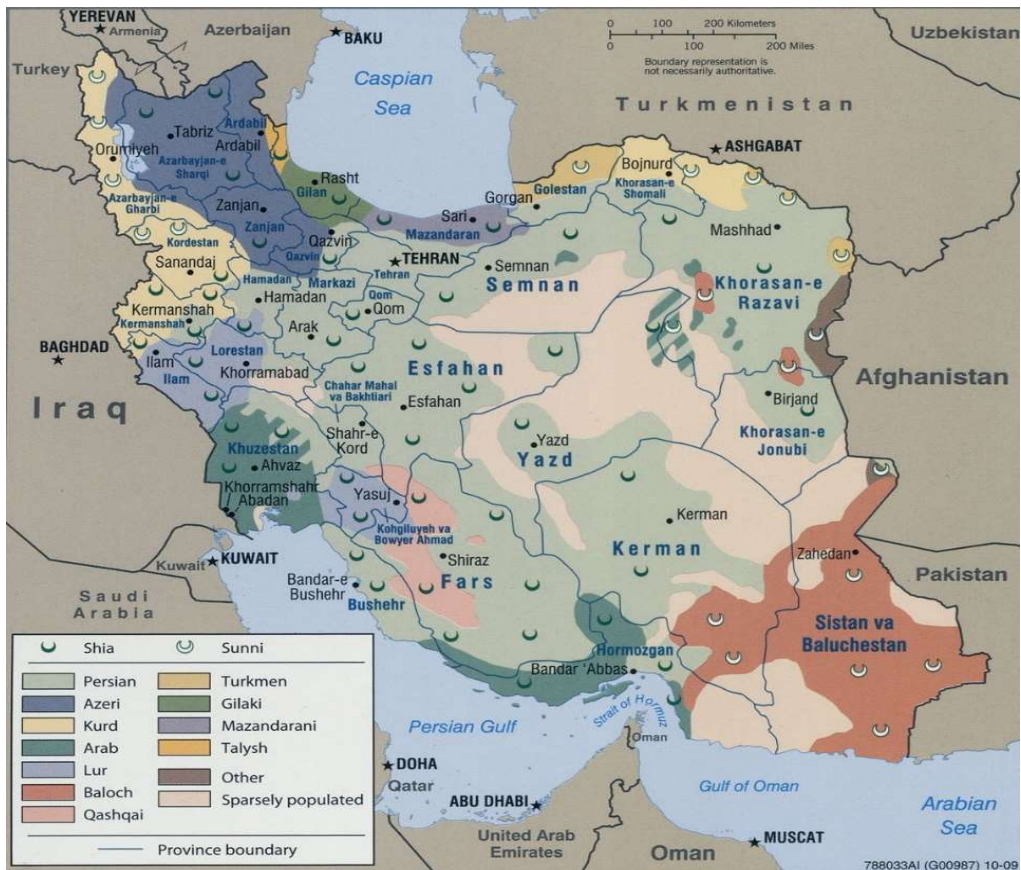 YEREVAN
Armenia
Azerbaijan
BAKU
Turkey
Caspian
Sea
0 100 200 Kilometers
0 100 200 Miles
Boundary representation is
not necessarily authoritative.
Uzbekistan
Turkmenistan
ASHGABAT
Tabriz
Ardabil
Ardabil
Orumiyeh
Azarbayjan-e
Sharqi
Rasht
Gilan
Azarbayjan-e
Gharbi
Zanjan
Zanjan
Kordestan
Qazvin
Qazvin
Sari
Mazandaran
Gorgan
Golestan
Bojnurd
Khorasan-e
Shomali
Mashhad
Sanandaj
TEHRAN
Tehran
Semnan
Semnan
Khorasan-e
Razavi
Hamadan
Hamadan
Markazi
Qom
Qom
Kermanshah
Kermanshah
Arak
BAGHDAD
Ilam
Ilam
Lorestan
Khorramabad
Esfahan
Esfahan
Chahar Mahal
va Bakhtiari
Shahr-e
Kord
Afghanistan
Birjand
Khorasan-e
Jonubi
Iraq
Yazd
Yazd
Khuzestan
Ahvaz
Khorramshahr
Abadan
Yasuj
Kohgiluyeh va
Bowyer Ahmad
Kerman
Kerman
Zahedan
KUWAIT
Kuwait
Shiraz
Fars
Pakistan
Saudi
Arabia
Bandar-e
Bushehr
Bushehr
Sistan va
Baluchestan
Hormozgan
Bandar 'Abbas
Strait of Hormuz
Oman
Persian Gulf
DOHA
Qatar
ABU DHABI
United Arab
Emirates
Gulf of Oman
MUSCAT
Oman
Arabian
Sea
Shia
Sunni
Persian
Turkmen
Azeri
Gilaki
Kurd
Mazandarani
Arab
Talysh
Lur
Other
Baloch
Sparsely populated
Qashqai
Province boundary
788033AI (G00987) 10-09